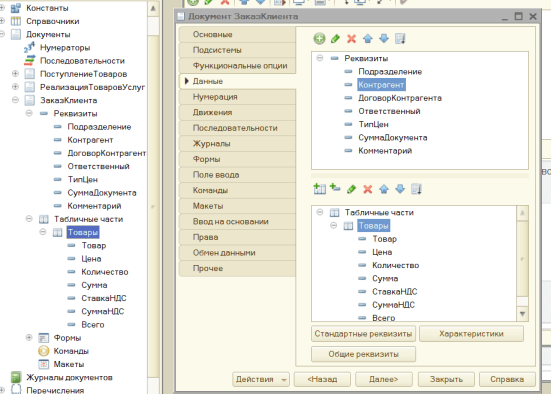 Константы
Справочники
Документы
Нумераторы
Последовательности
ПоступлениеТоваров
РеализацияТоваровУслуг
ЗаказКлиента
Реквизиты
Подразделение
Контрагент
ДоговорКонтрагент
Ответственный
ТипЦен
СуммаДокумента
Комментарий
Табличные части
Товары
Товар
Цена
Количество
Сумма
СтавкаНДС
СуммаНДС
Всего
Формы
Команды
Макеты
Журналы документов
Перечисления
Документ ЗаказКлиента
Основные
Подсистемы
Функциональные опции
Данные
Нумерация
Движения
Последовательности
Журналы
Формы
Поле ввода
Команды
Макеты
Ввод на основании
Права
Обмен данными
Прочее
Реквизиты
Подразделение
Контрагент
ДоговорКонтрагента
Ответственный
ТипЦен
СуммаДокумента
Комментарий
Табличные части
Товары
Товар
Цена
Количество
Сумма
СтавкаНДС
СуммаНДС
Всего
Стандартные реквизиты Характеристики
Общие реквизиты
Действия <Назад Далее> Закрыть Справка